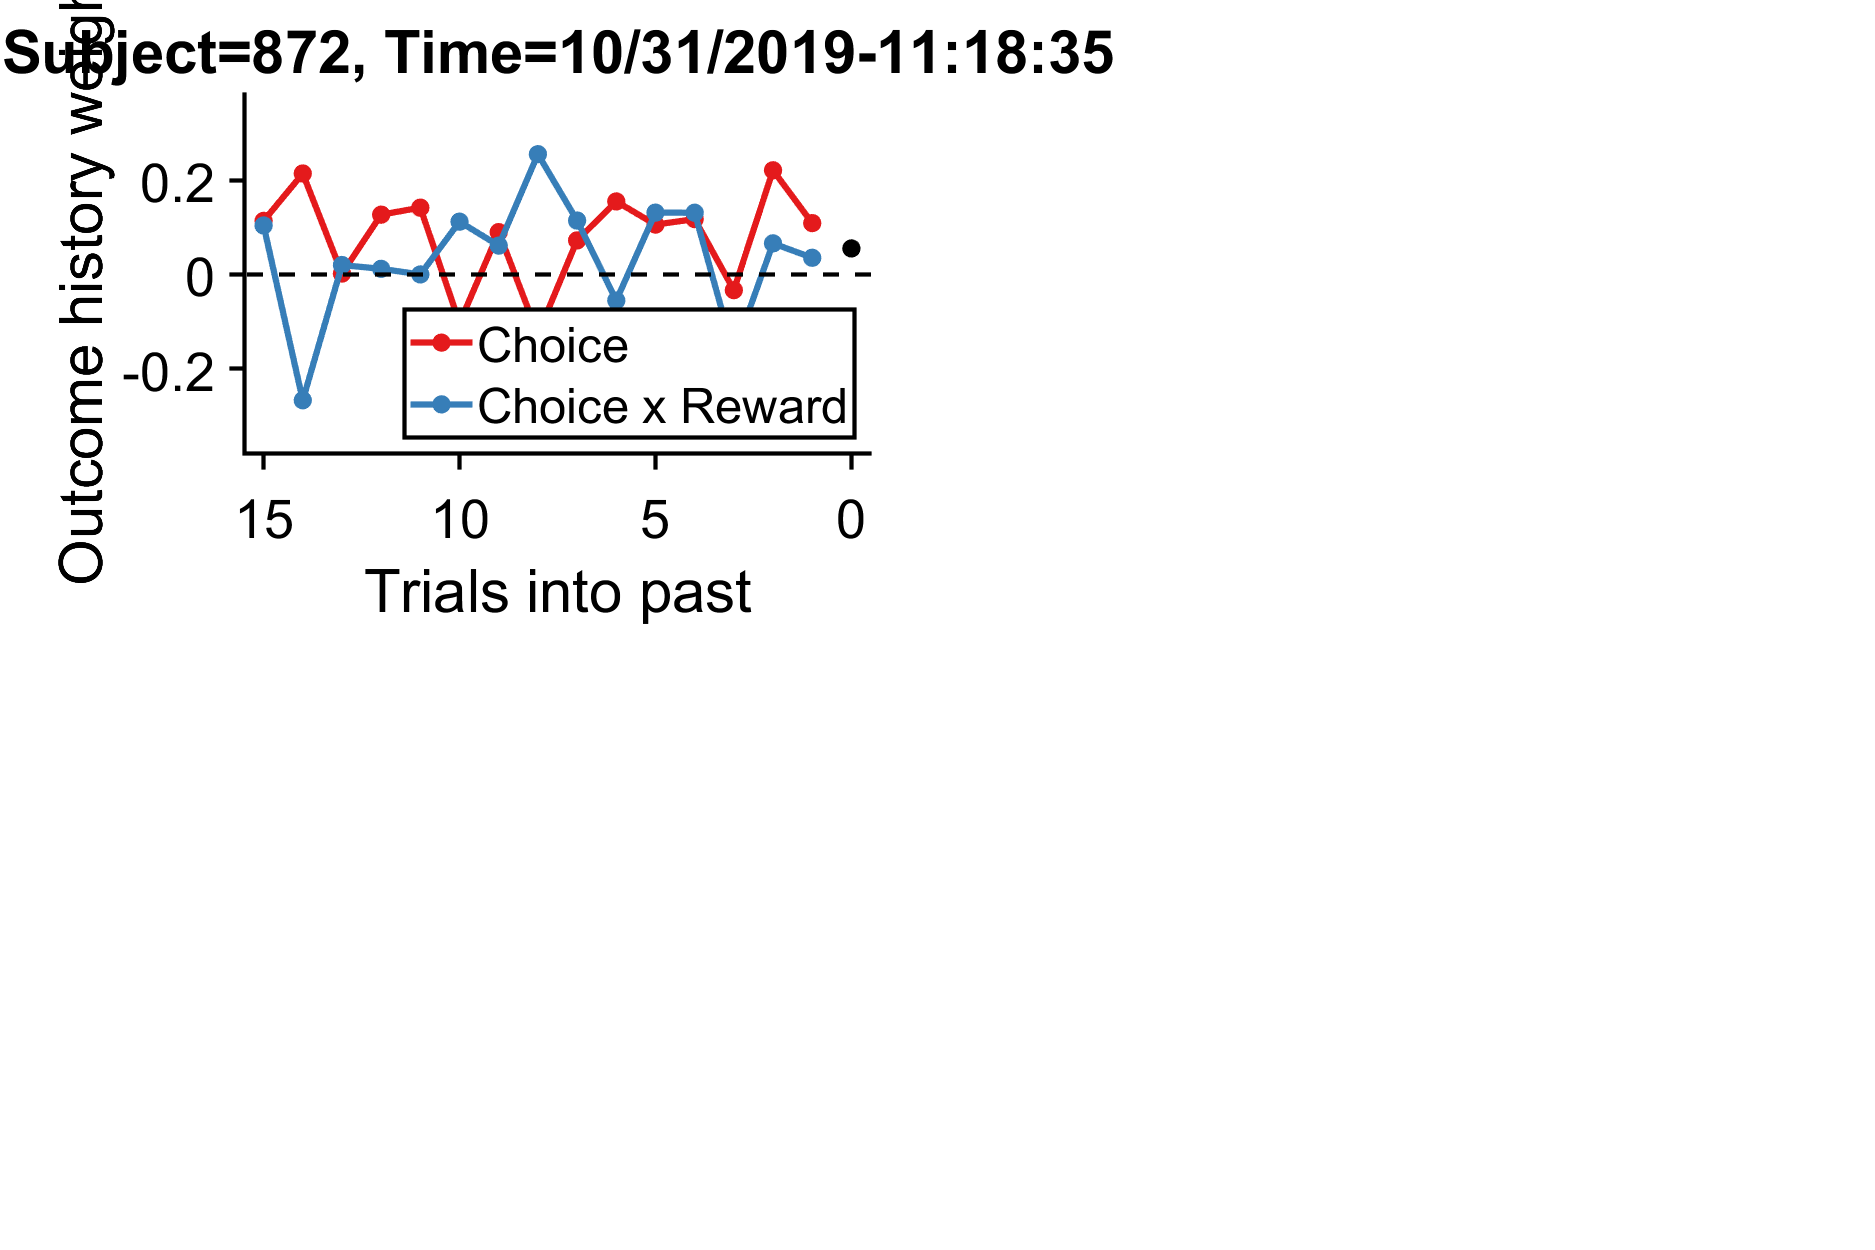 Subject=872, Time=10/31/2019-11:18:35
Outcome history weigh
0.2
0
-0.2
Choice
Choice x Reward
15 10 5 0
Trials into past